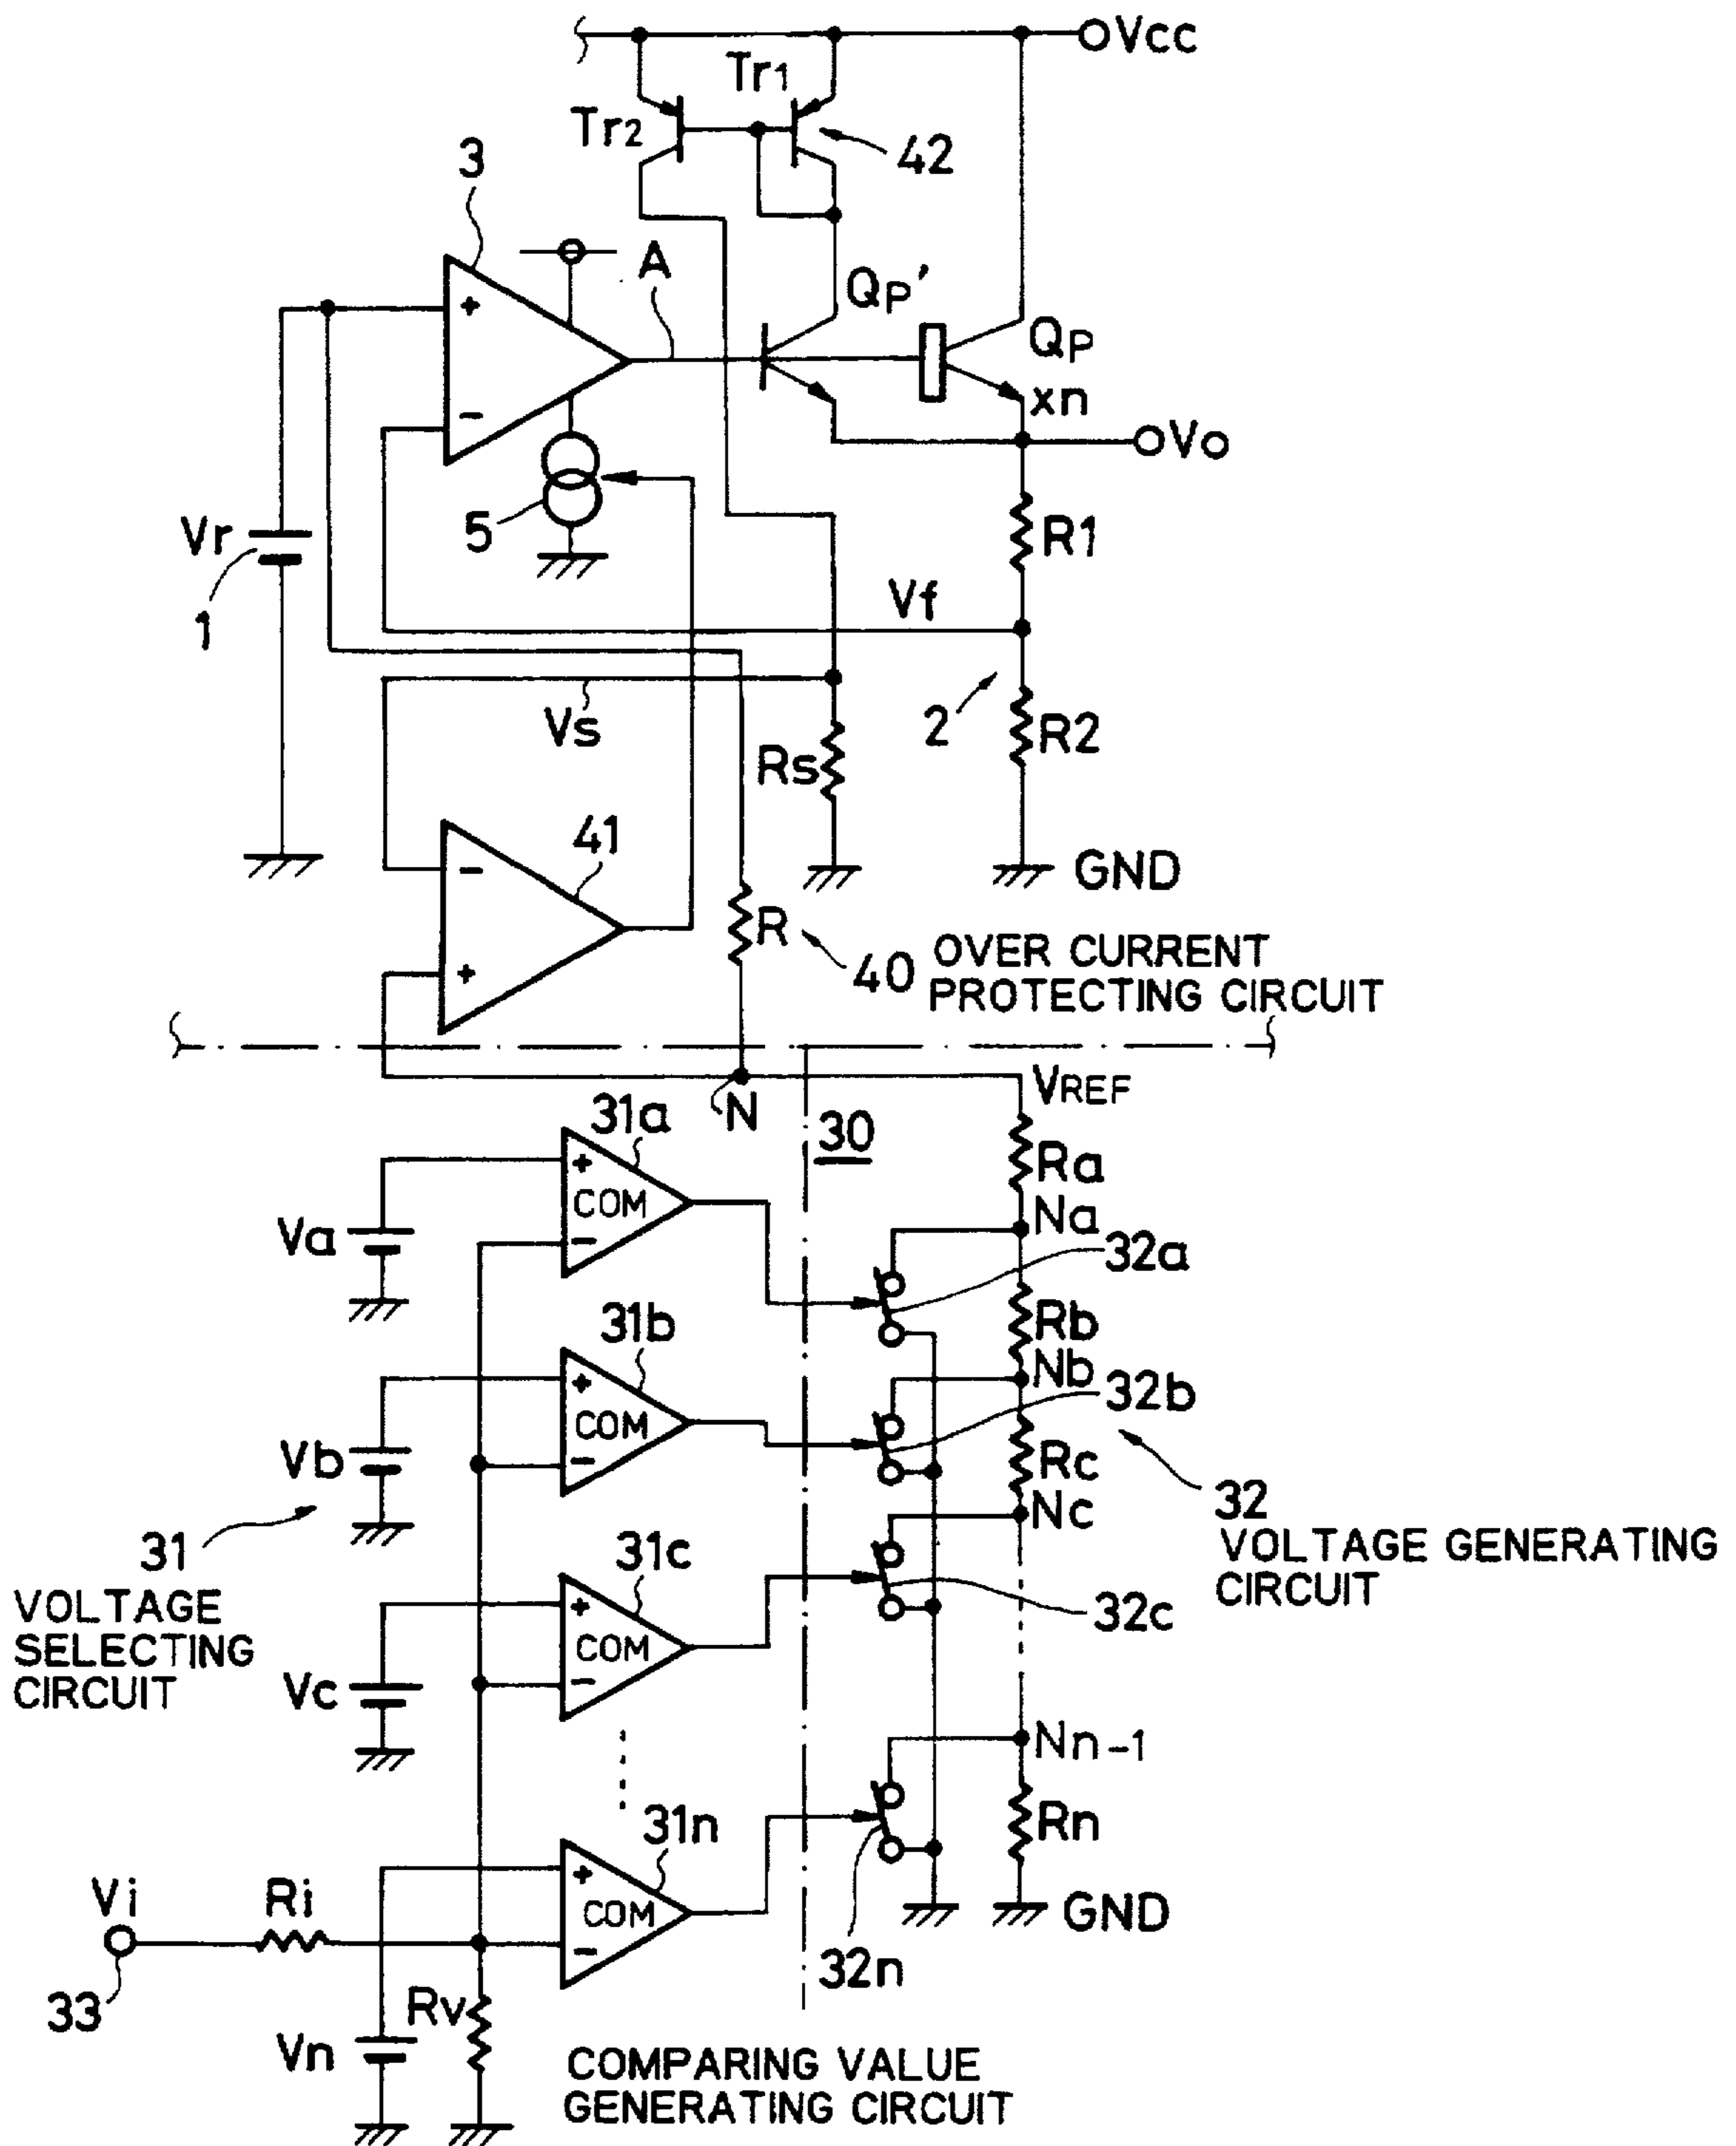 Vcc
Tr1
Tr2
42
3
A
QP'
+
QP
xn
-
Vo
Vr
5
R1
1
Vf
Vs
2
R2
Rs
41
-
GND
R
+
40
OVER CURRENT
PROTECTING CIRCUIT
N
VREF
31a
30
+
COM
-
Ra
Na
Va
32a
31b
Rb
Nb
+
COM
-
32b
Vb
Rc
32
VOLTAGE GENERATING
CIRCUIT
Nc
31
VOLTAGE
SELECTING
CIRCUIT
31c
+
COM
-
32c
Vc
Nn-1
31n
Rn
+
COM
-
Vi
Ri
GND
32n
33
Rv
Vn
COMPARING VALUE
GENERATING CIRCUIT